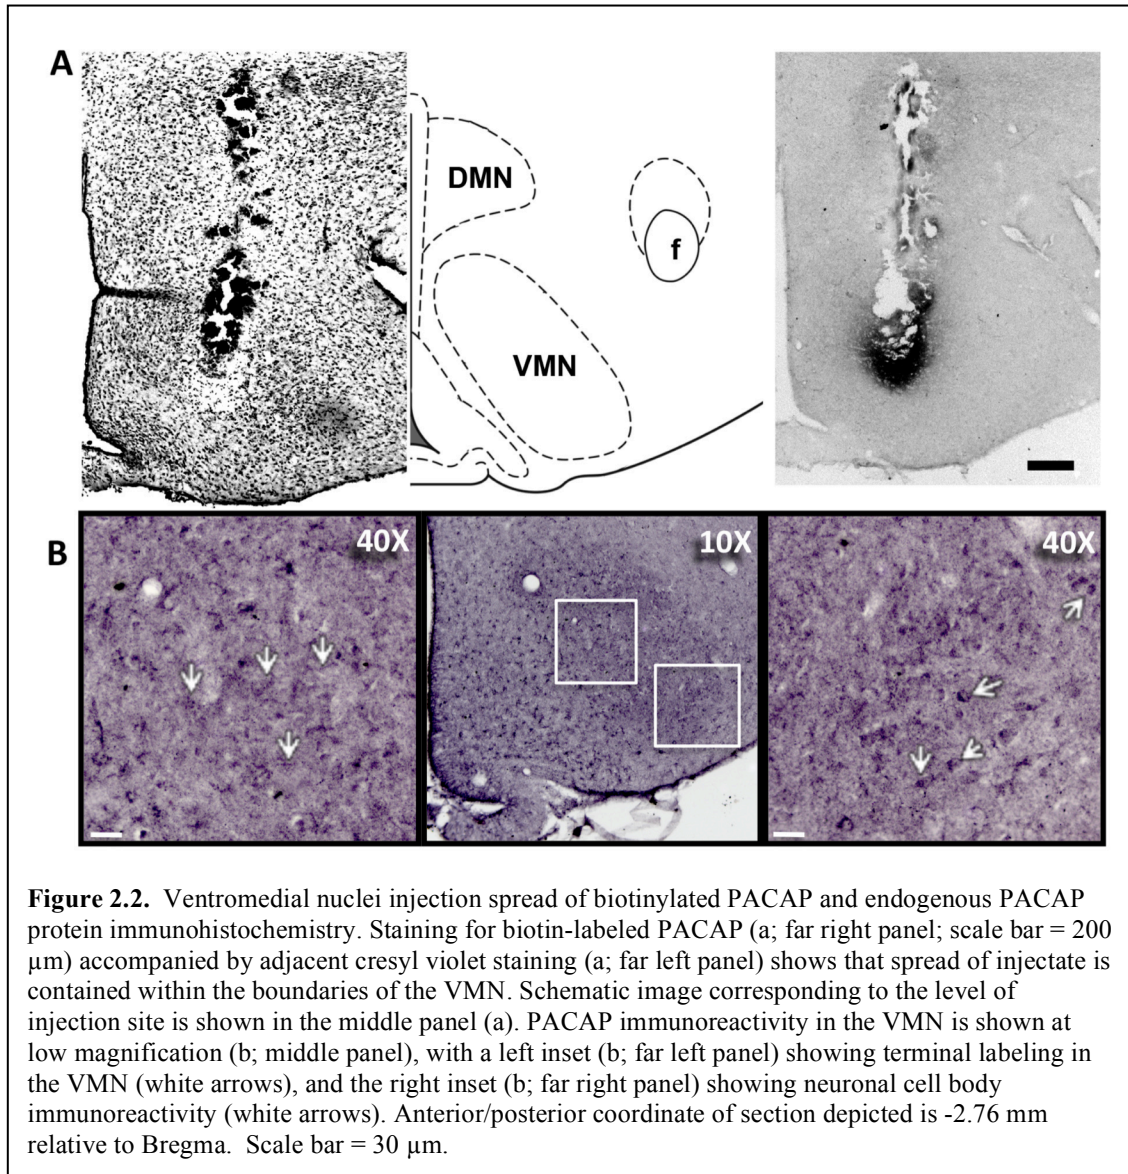 A
DMN
f
VMN
B
40X
10X
40X
Figure 2.2. Ventromedial nuclei injection spread of biotinylated PACAP and endogenous PACAP
protein immunohistochemistry. Staining for biotin-labeled PACAP (a; far right panel; scale bar = 200
µm) accompanied by adjacent cresyl violet staining (a; far left panel) shows that spread of injectate is
contained within the boundaries of the VMN. Schematic image corresponding to the level of
injection site is shown in the middle panel (a). PACAP immunoreactivity in the VMN is shown at
low magnification (b; middle panel), with a left inset (b; far left panel) showing terminal labeling in
the VMN (white arrows), and the right inset (b; far right panel) showing neuronal cell body
immunoreactivity (white arrows). Anterior/posterior coordinate of section depicted is -2.76 mm
relative to Bregma. Scale bar = 30 µm.